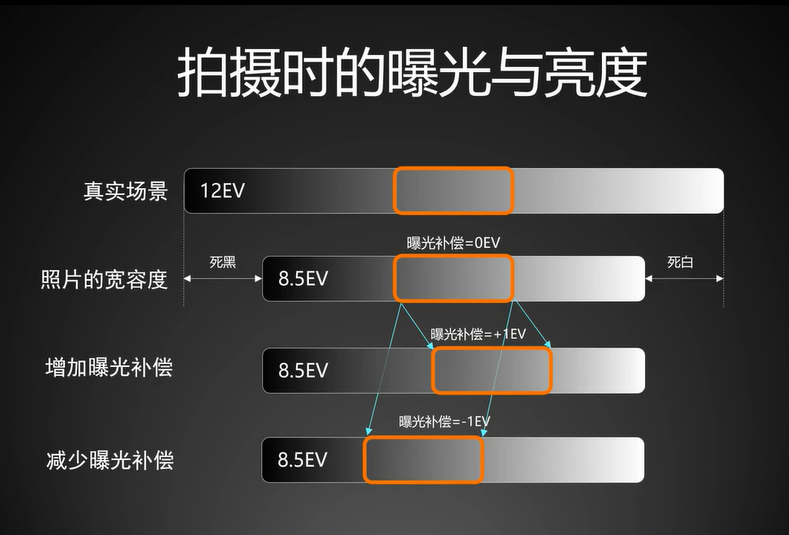 拍摄时的曝光与亮度
真实场景
12EV
曝光补偿=0EV
死黑
死白
照片的宽容度
8.5EV
曝光补偿=+1EV
增加曝光补偿
8.5EV
曝光补偿=-1EV
减少曝光补偿
8.5EV